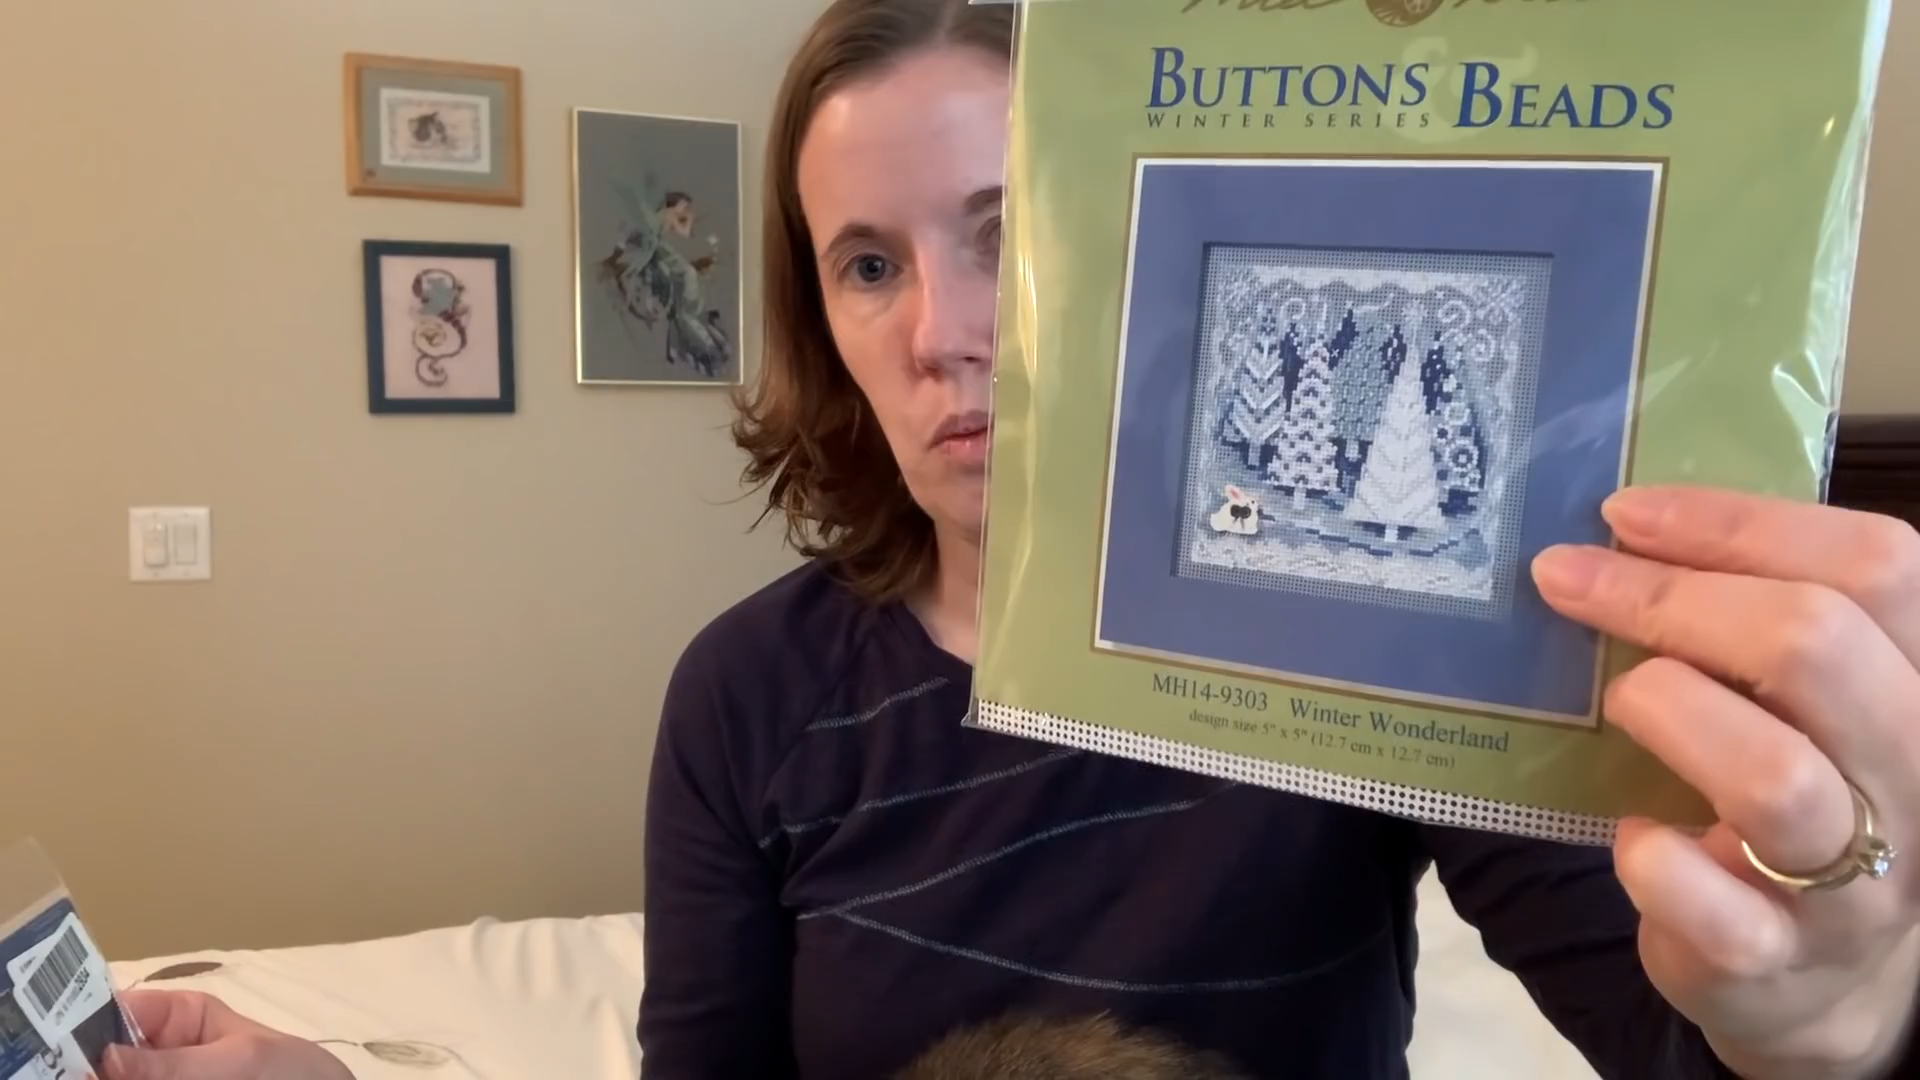 BUTTONS & BEADS
WINTER SERIES
MH14-9303 Winter Wonderland
design size 5" x 5" (12.7 cm x 12.7 cm)